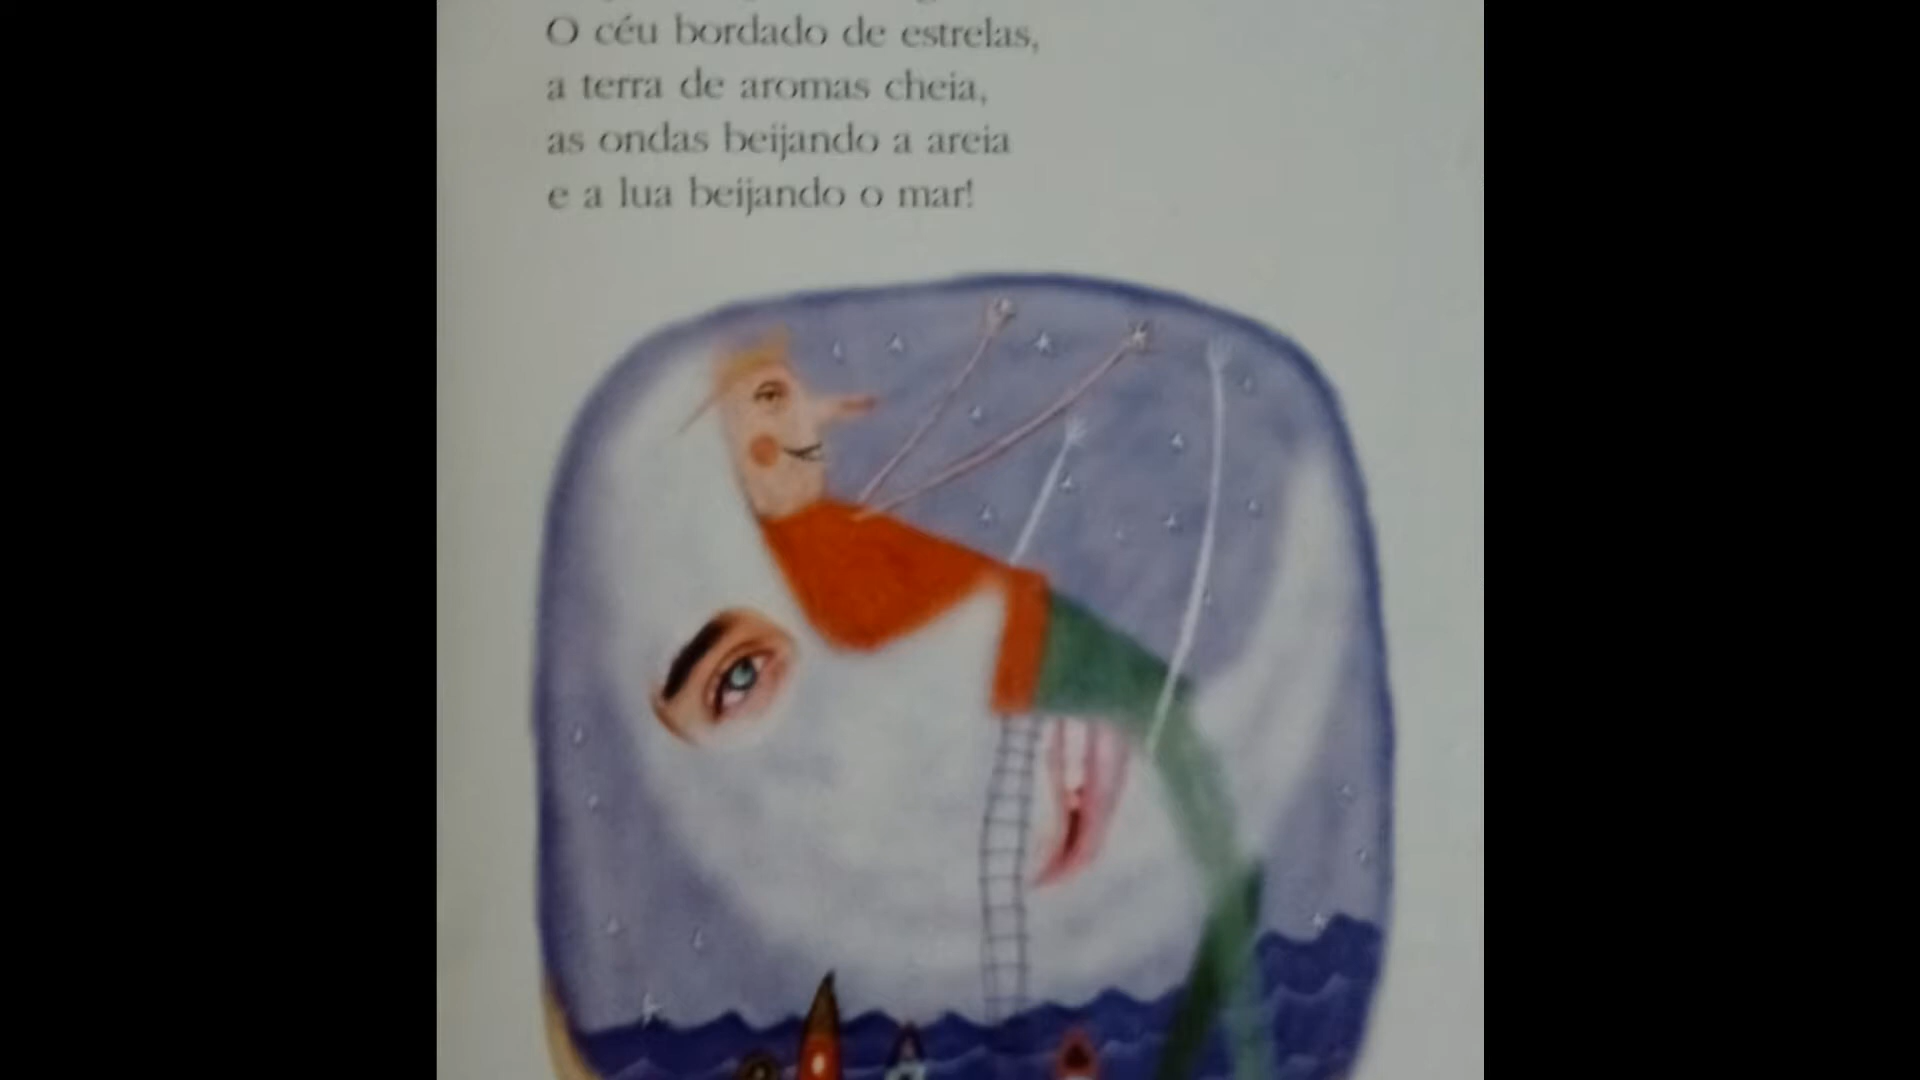 O céu bordado de estrelas,
a terra de aromas cheia,
as ondas beijando a areia
e a lua beijando o mar!